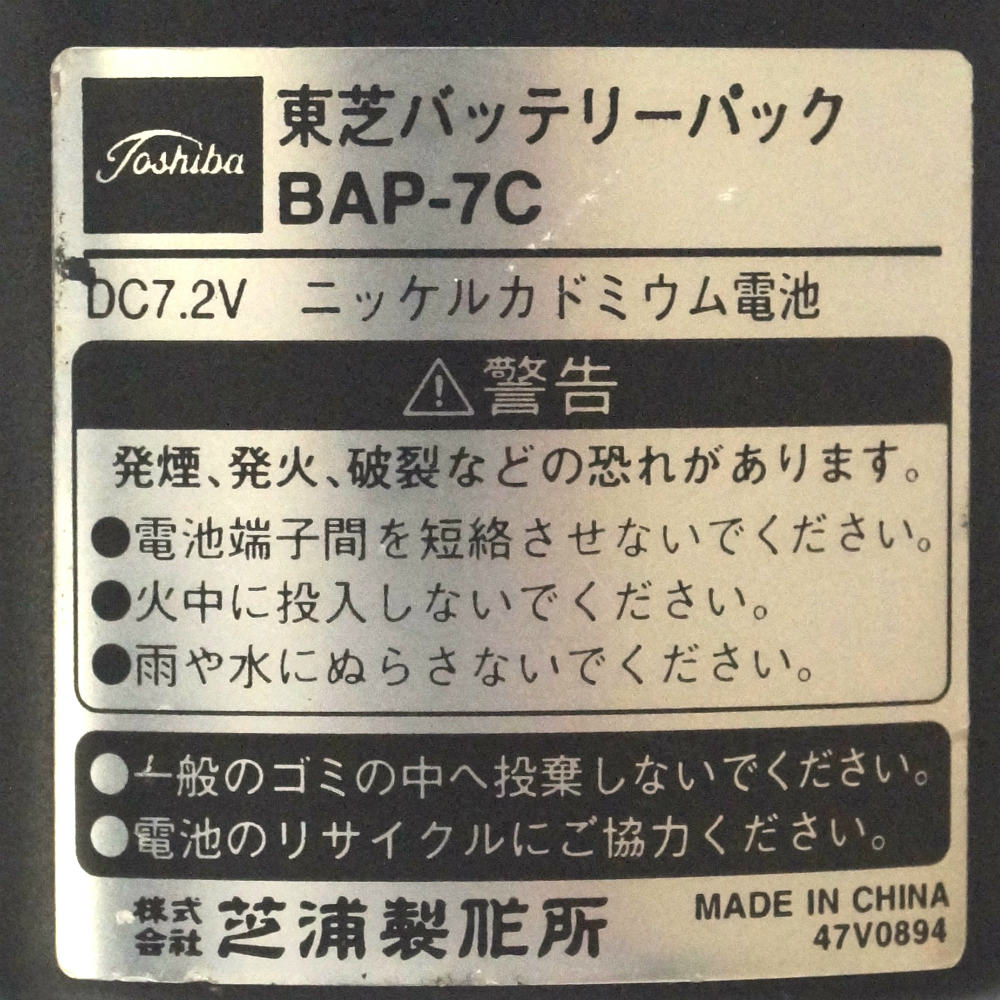 Toshiba
東芝バッテリーパック
BAP-7C
DC7.2V ニッケルカドミウム電池
警告
発煙、発火、破裂などの恐れがあります。
●電池端子間を短絡させないでください。
●火中に投入しないでください。
●雨や水にぬらさないでください。
●一般のゴミの中へ投棄しないでください。
●電池のリサイクルにご協力ください。
株式会社 芝浦製作所
MADE IN CHINA
47V0894